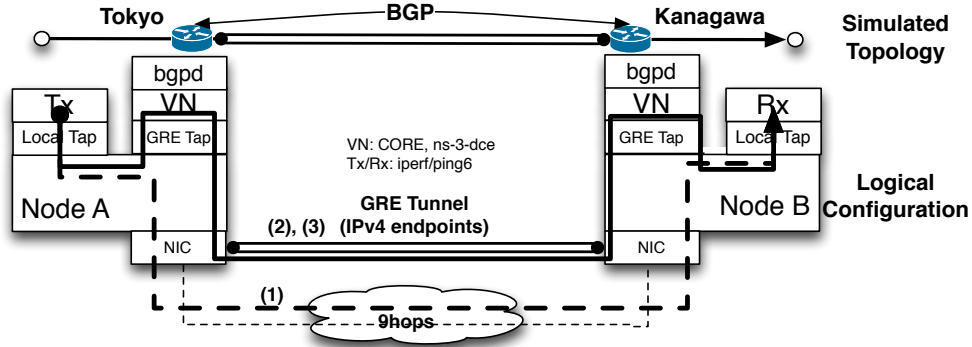 Tokyo
BGP
Kanagawa
Simulated
Topology
bgpd
bgpd
Tx
VN
VN
Rx
Local Tap
GRE Tap
GRE Tap
Local Tap
VN: CORE, ns-3-dce
Tx/Rx: iperf/ping6
Node A
Node B
Logical
Configuration
GRE Tunnel
(2), (3) (IPv4 endpoints)
NIC
NIC
(1)
9hops